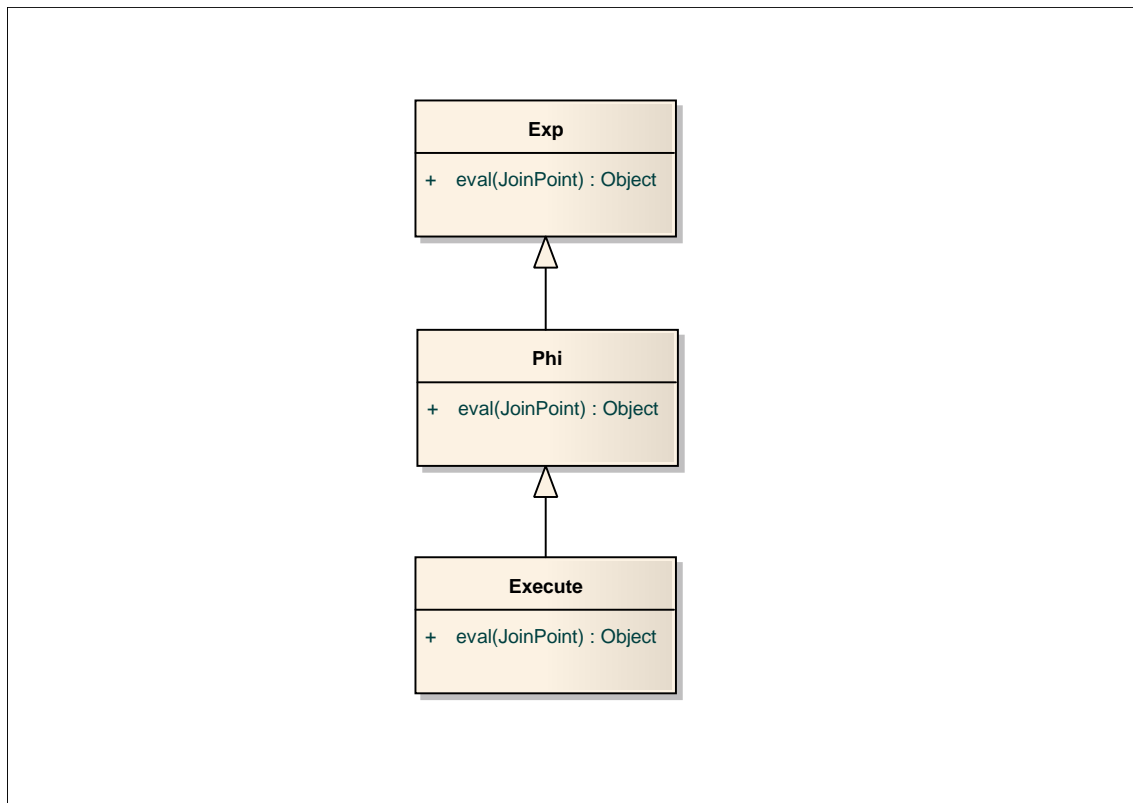 Exp
+ eval(JoinPoint) : Object
Phi
+ eval(JoinPoint) : Object
Execute
+ eval(JoinPoint) : Object